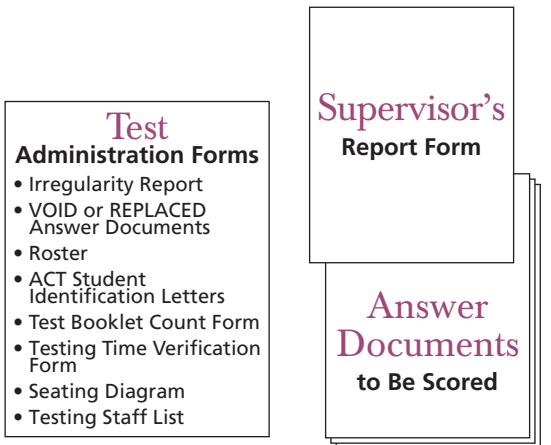 Test
Administration Forms
• Irregularity Report
• VOID or REPLACED
Answer Documents
• Roster
• ACT Student
Identification Letters
• Test Booklet Count Form
• Testing Time Verification
Form
• Seating Diagram
• Testing Staff List
Supervisor's
Report Form
Answer
Documents
to Be Scored